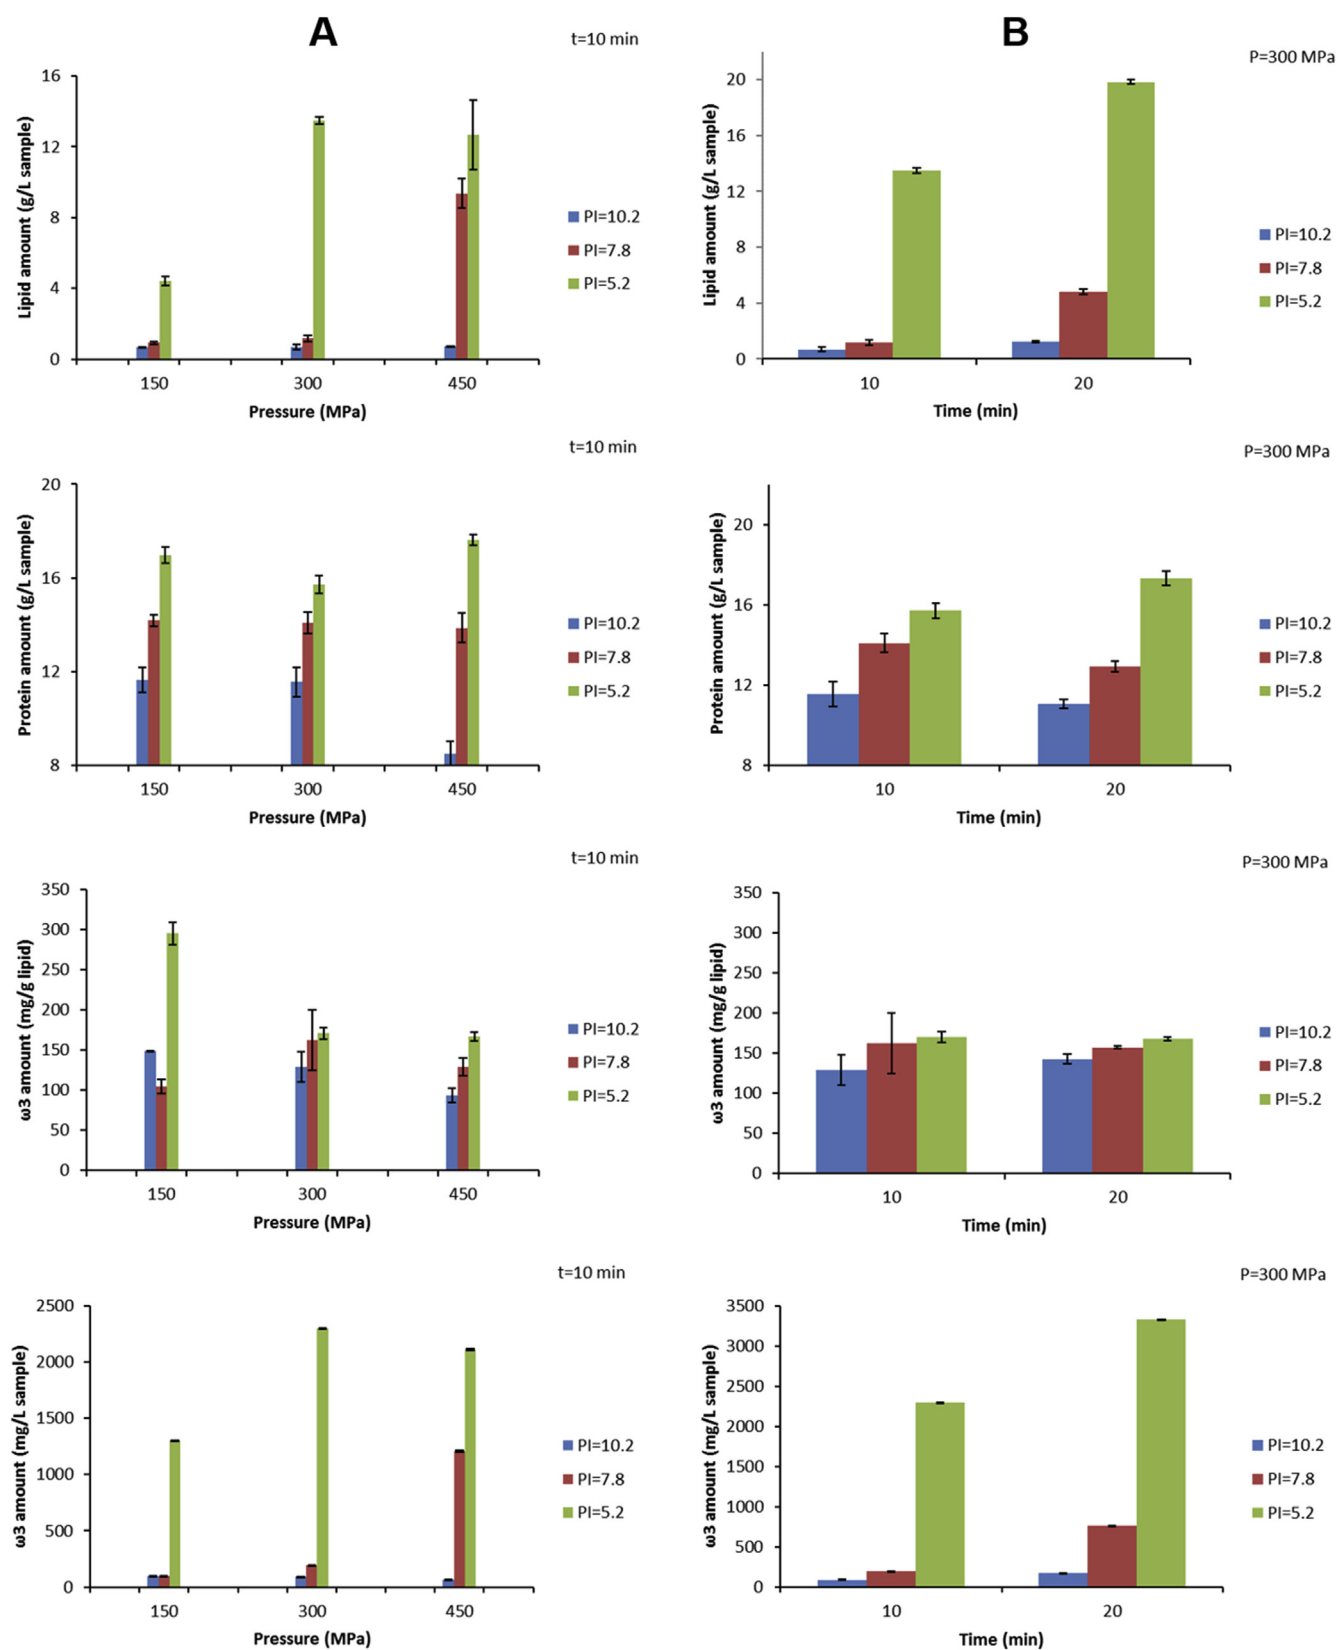 A
B
t=10 min
16
12
8
4
0
Lipid amount (g/L sample)
150 300 450
Pressure (MPa)
PI=10.2
PI=7.8
PI=5.2
P=300 MPa
20
16
12
8
4
0
Lipid amount (g/L sample)
10 20
Time (min)
PI=10.2
PI=7.8
PI=5.2
t=10 min
20
16
12
8
Protein amount (g/L sample)
150 300 450
Pressure (MPa)
PI=10.2
PI=7.8
PI=5.2
P=300 MPa
20
16
12
8
Protein amount (g/L sample)
10 20
Time (min)
PI=10.2
PI=7.8
PI=5.2
t=10 min
350
300
250
200
150
100
50
0
ω3 amount (mg/g lipid)
150 300 450
Pressure (MPa)
PI=10.2
PI=7.8
PI=5.2
P=300 MPa
350
300
250
200
150
100
50
0
ω3 amount (mg/g lipid)
10 20
Time (min)
PI=10.2
PI=7.8
PI=5.2
t=10 min
2500
2000
1500
1000
500
0
ω3 amount (mg/L sample)
150 300 450
Pressure (MPa)
PI=10.2
PI=7.8
PI=5.2
P=300 MPa
3500
3000
2500
2000
1500
1000
500
0
ω3 amount (mg/L sample)
10 20
Time (min)
PI=10.2
PI=7.8
PI=5.2